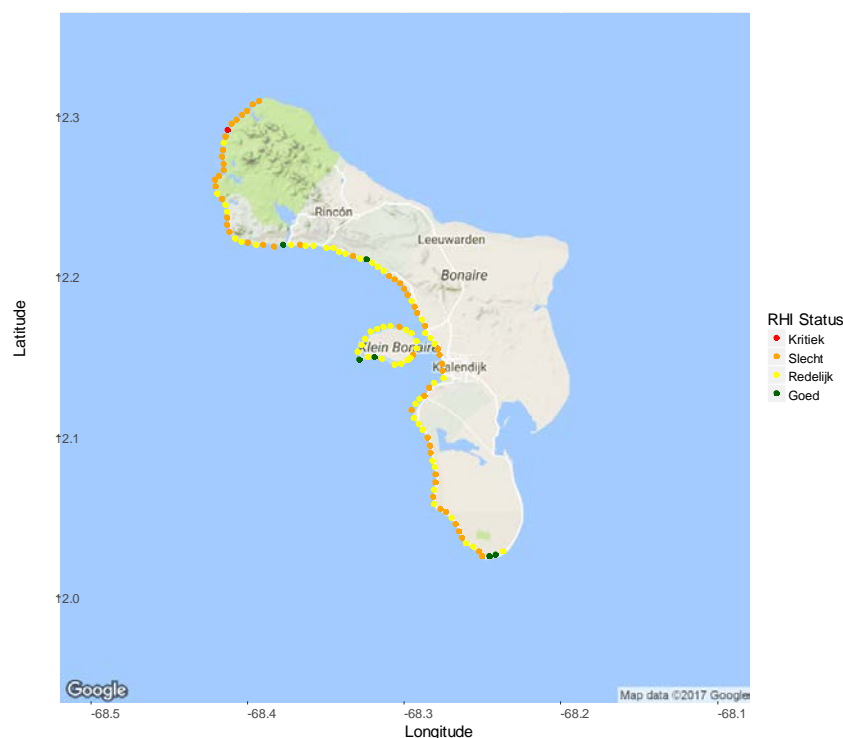 12.3
12.2
12.1
12.0
Latitude
Rincón
Leeuwarden
Bonaire
Klein Bonaire
Kralendijk
Google
Map data ©2017 Google
-68.5
-68.4
-68.3
-68.2
-68.1
Longitude
RHI Status
Kritiek
Slecht
Redelijk
Goed